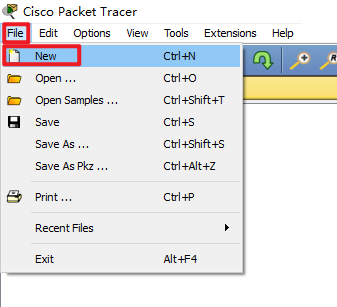 Cisco Packet Tracer
File Edit Options View Tools Extensions Help
New Ctrl+N
Open ... Ctrl+O
Open Samples ... Ctrl+Shift+T
Save Ctrl+S
Save As ... Ctrl+Shift+S
Save As Pkz ... Ctrl+Alt+Z
Print ... Ctrl+P
Recent Files
Exit Alt+F4
R